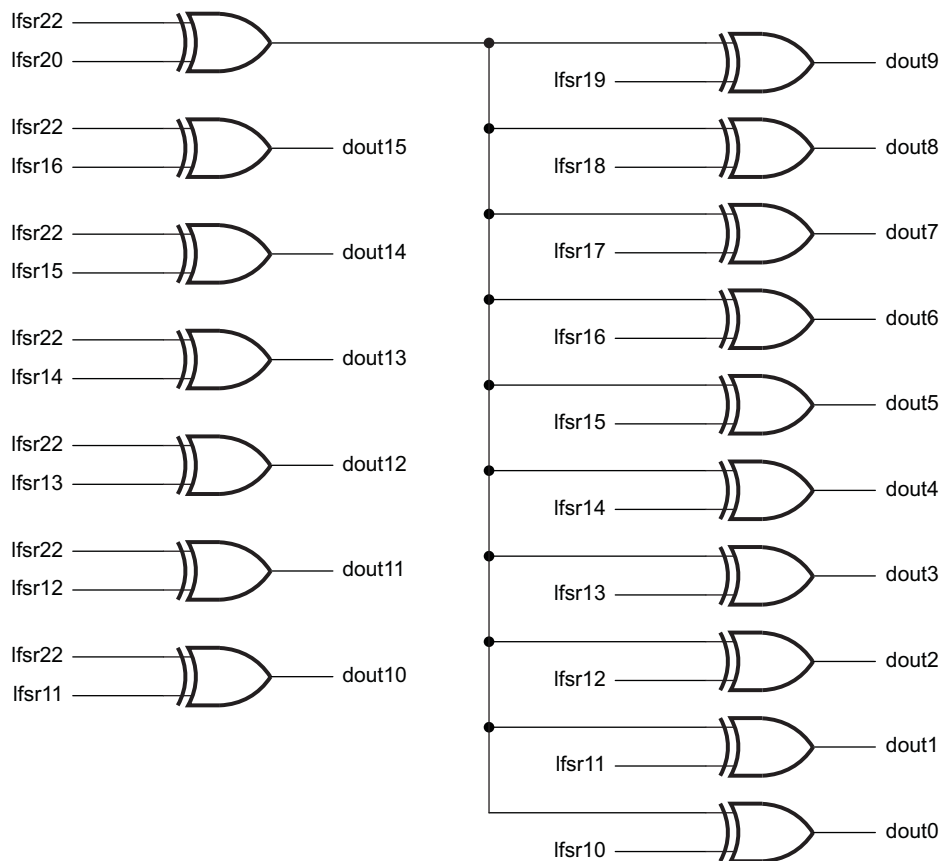 lfsr22
lfsr20
lfsr22
lfsr16
dout15
lfsr22
lfsr15
dout14
lfsr22
lfsr14
dout13
lfsr22
lfsr13
dout12
lfsr22
lfsr12
dout11
lfsr22
lfsr11
dout10
lfsr19
dout9
lfsr18
dout8
lfsr17
dout7
lfsr16
dout6
lfsr15
dout5
lfsr14
dout4
lfsr13
dout3
lfsr12
dout2
lfsr11
dout1
lfsr10
dout0